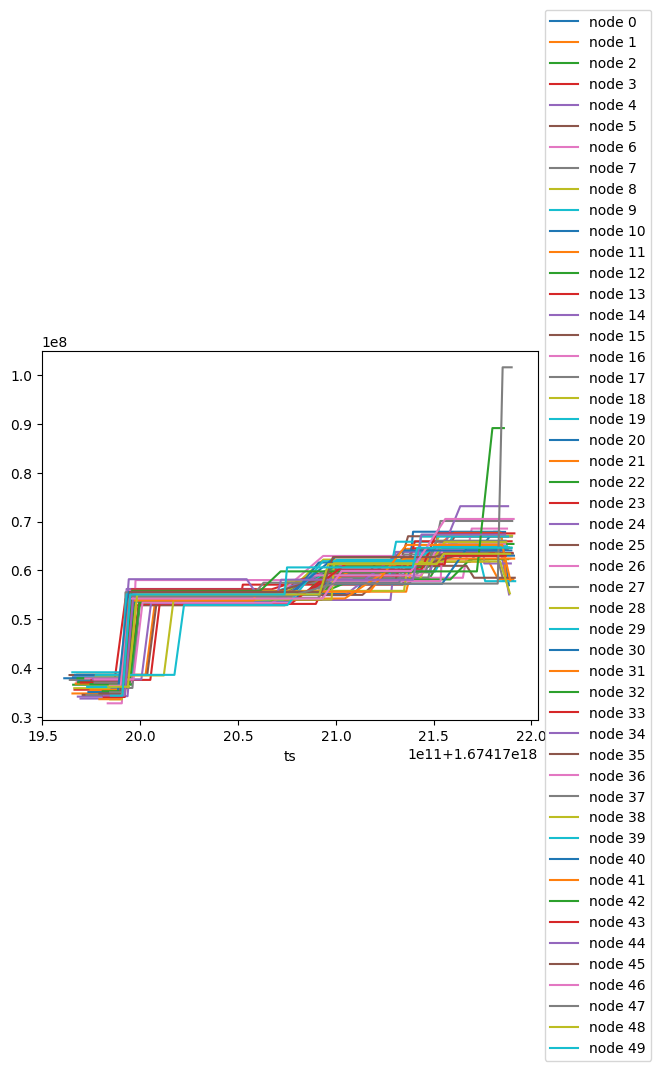 1e8
1.0
0.9
0.8
0.7
0.6
0.5
0.4
0.3
19.5 20.0 20.5 21.0 21.5 22.0
ts
1e11+1.67417e18
node 0
node 1
node 2
node 3
node 4
node 5
node 6
node 7
node 8
node 9
node 10
node 11
node 12
node 13
node 14
node 15
node 16
node 17
node 18
node 19
node 20
node 21
node 22
node 23
node 24
node 25
node 26
node 27
node 28
node 29
node 30
node 31
node 32
node 33
node 34
node 35
node 36
node 37
node 38
node 39
node 40
node 41
node 42
node 43
node 44
node 45
node 46
node 47
node 48
node 49